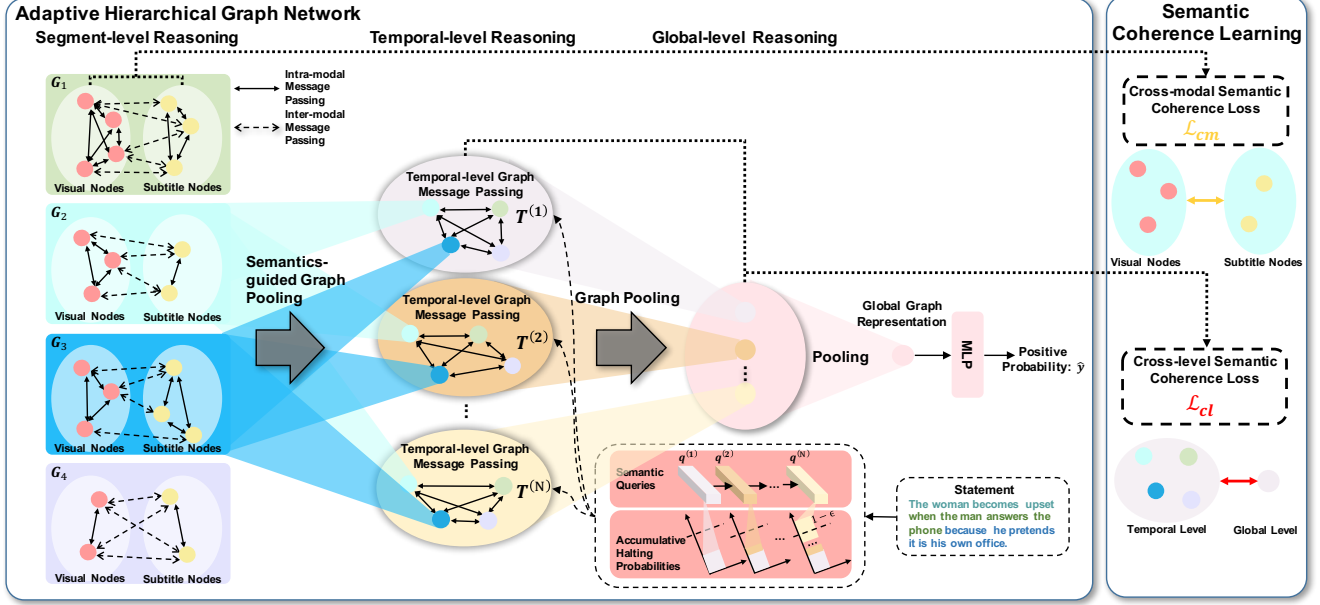 Adaptive Hierarchical Graph Network
Segment-level Reasoning
Temporal-level Reasoning
Global-level Reasoning
Semantic
Coherence Learning
G₁
Visual Nodes
Subtitle Nodes
Intra-modal
Message
Passing
Inter-modal
Message
Passing
G₂
Visual Nodes
Subtitle Nodes
G₃
Visual Nodes
Subtitle Nodes
G₄
Visual Nodes
Subtitle Nodes
Semantics-
guided Graph
Pooling
Temporal-level Graph
Message Passing
T⁽¹⁾
Temporal-level Graph
Message Passing
T⁽²⁾
⋮
Temporal-level Graph
Message Passing
T⁽ᴺ⁾
Graph Pooling
Pooling
Global Graph
Representation
MLP
Positive
Probability: ŷ
Semantic
Queries
q⁽¹⁾
q⁽²⁾
...
q⁽ᴺ⁾
Accumulative
Halting
Probabilities
...
...
ϵ
Statement
The woman becomes upset
when the man answers the
phone because he pretends
it is his own office.
Cross-modal Semantic
Coherence Loss
ℒcm
Visual Nodes
Subtitle Nodes
Cross-level Semantic
Coherence Loss
ℒcl
Temporal Level
Global Level